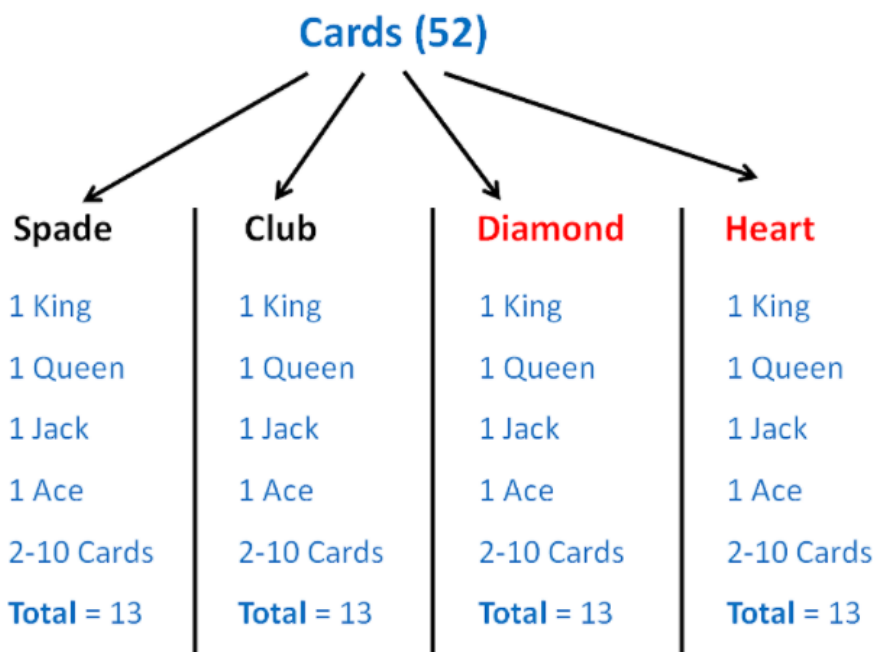 Cards (52)
Spade
1 King
1 Queen
1 Jack
1 Ace
2-10 Cards
Total = 13
Club
1 King
1 Queen
1 Jack
1 Ace
2-10 Cards
Total = 13
Diamond
1 King
1 Queen
1 Jack
1 Ace
2-10 Cards
Total = 13
Heart
1 King
1 Queen
1 Jack
1 Ace
2-10 Cards
Total = 13